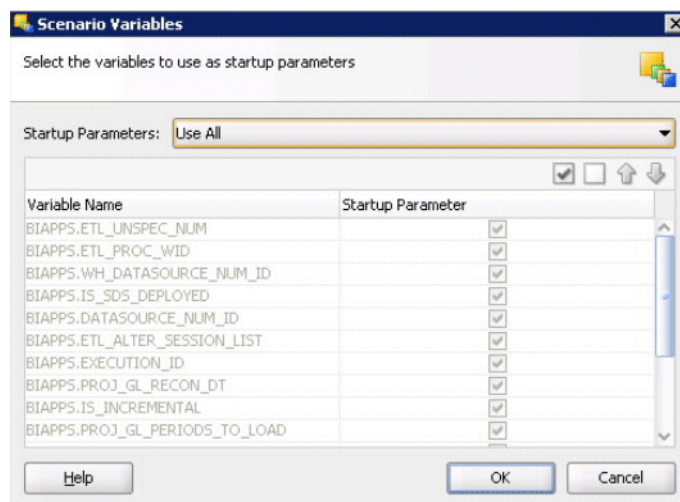 Scenario Variables
Select the variables to use as startup parameters
Startup Parameters: Use All
Variable Name Startup Parameter
BIAPPS.ETL_UNSPEC_NUM
BIAPPS.ETL_PROC_WID
BIAPPS.WH_DATASOURCE_NUM_ID
BIAPPS.IS_SDS_DEPLOYED
BIAPPS.DATASOURCE_NUM_ID
BIAPPS.ETL_ALTER_SESSION_LIST
BIAPPS.EXECUTION_ID
BIAPPS.PROJ_GL_RECON_DT
BIAPPS.IS_INCREMENTAL
BIAPPS.PROJ_GL_PERIODS_TO_LOAD
Help OK Cancel